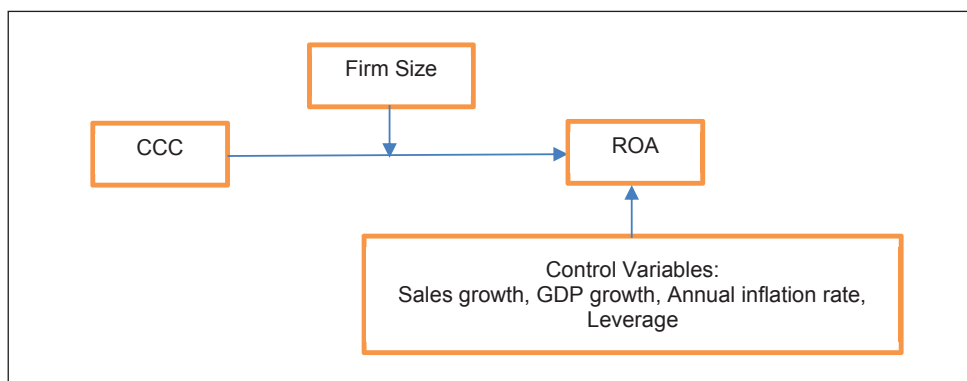 Firm Size
CCC
ROA
Control Variables:
Sales growth, GDP growth, Annual inflation rate,
Leverage